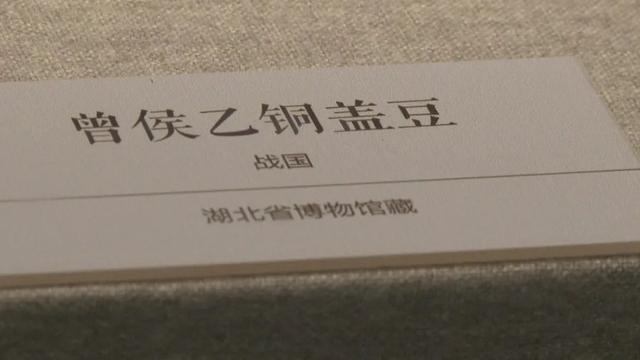 曾侯乙铜盖豆
战国
湖北省博物馆藏